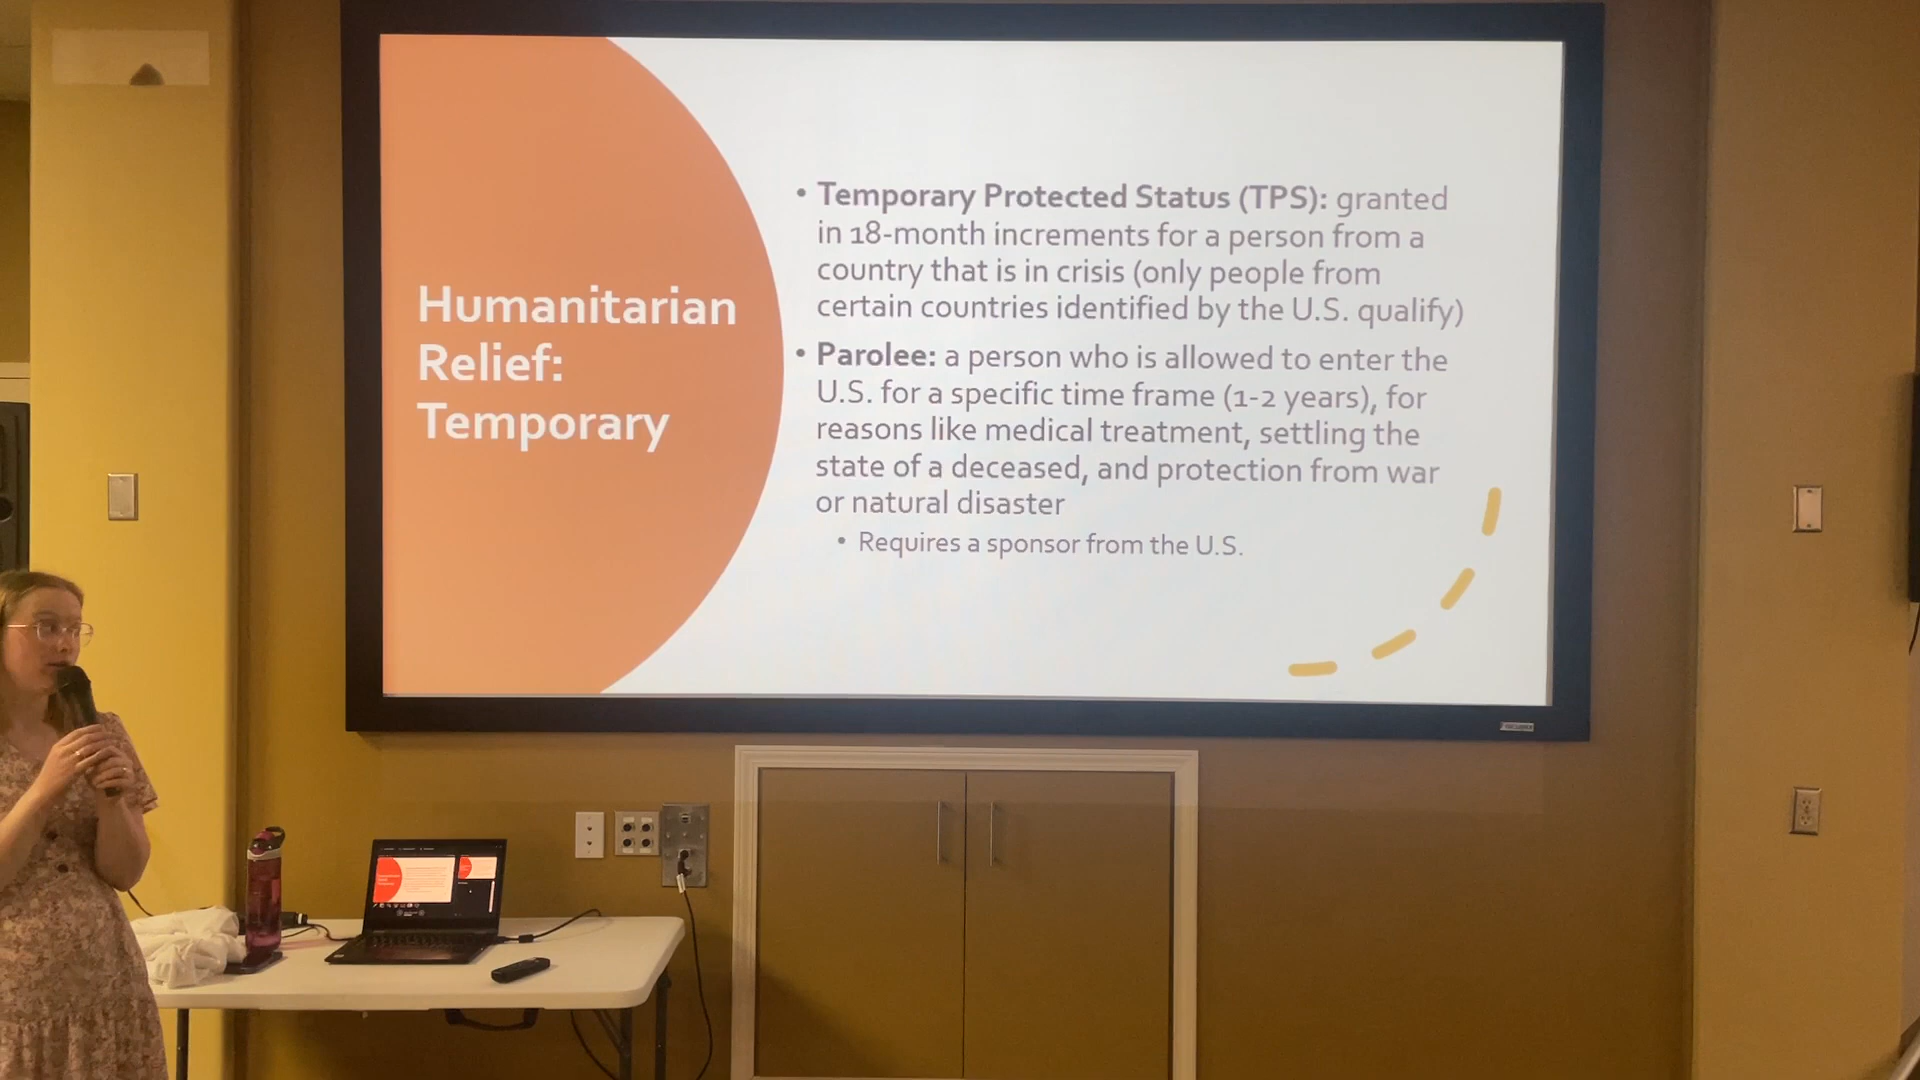 Humanitarian
Relief:
Temporary
• Temporary Protected Status (TPS): granted
in 18-month increments for a person from a
country that is in crisis (only people from
certain countries identified by the U.S. qualify)
• Parolee: a person who is allowed to enter the
U.S. for a specific time frame (1-2 years), for
reasons like medical treatment, settling the
state of a deceased, and protection from war
or natural disaster
• Requires a sponsor from the U.S.